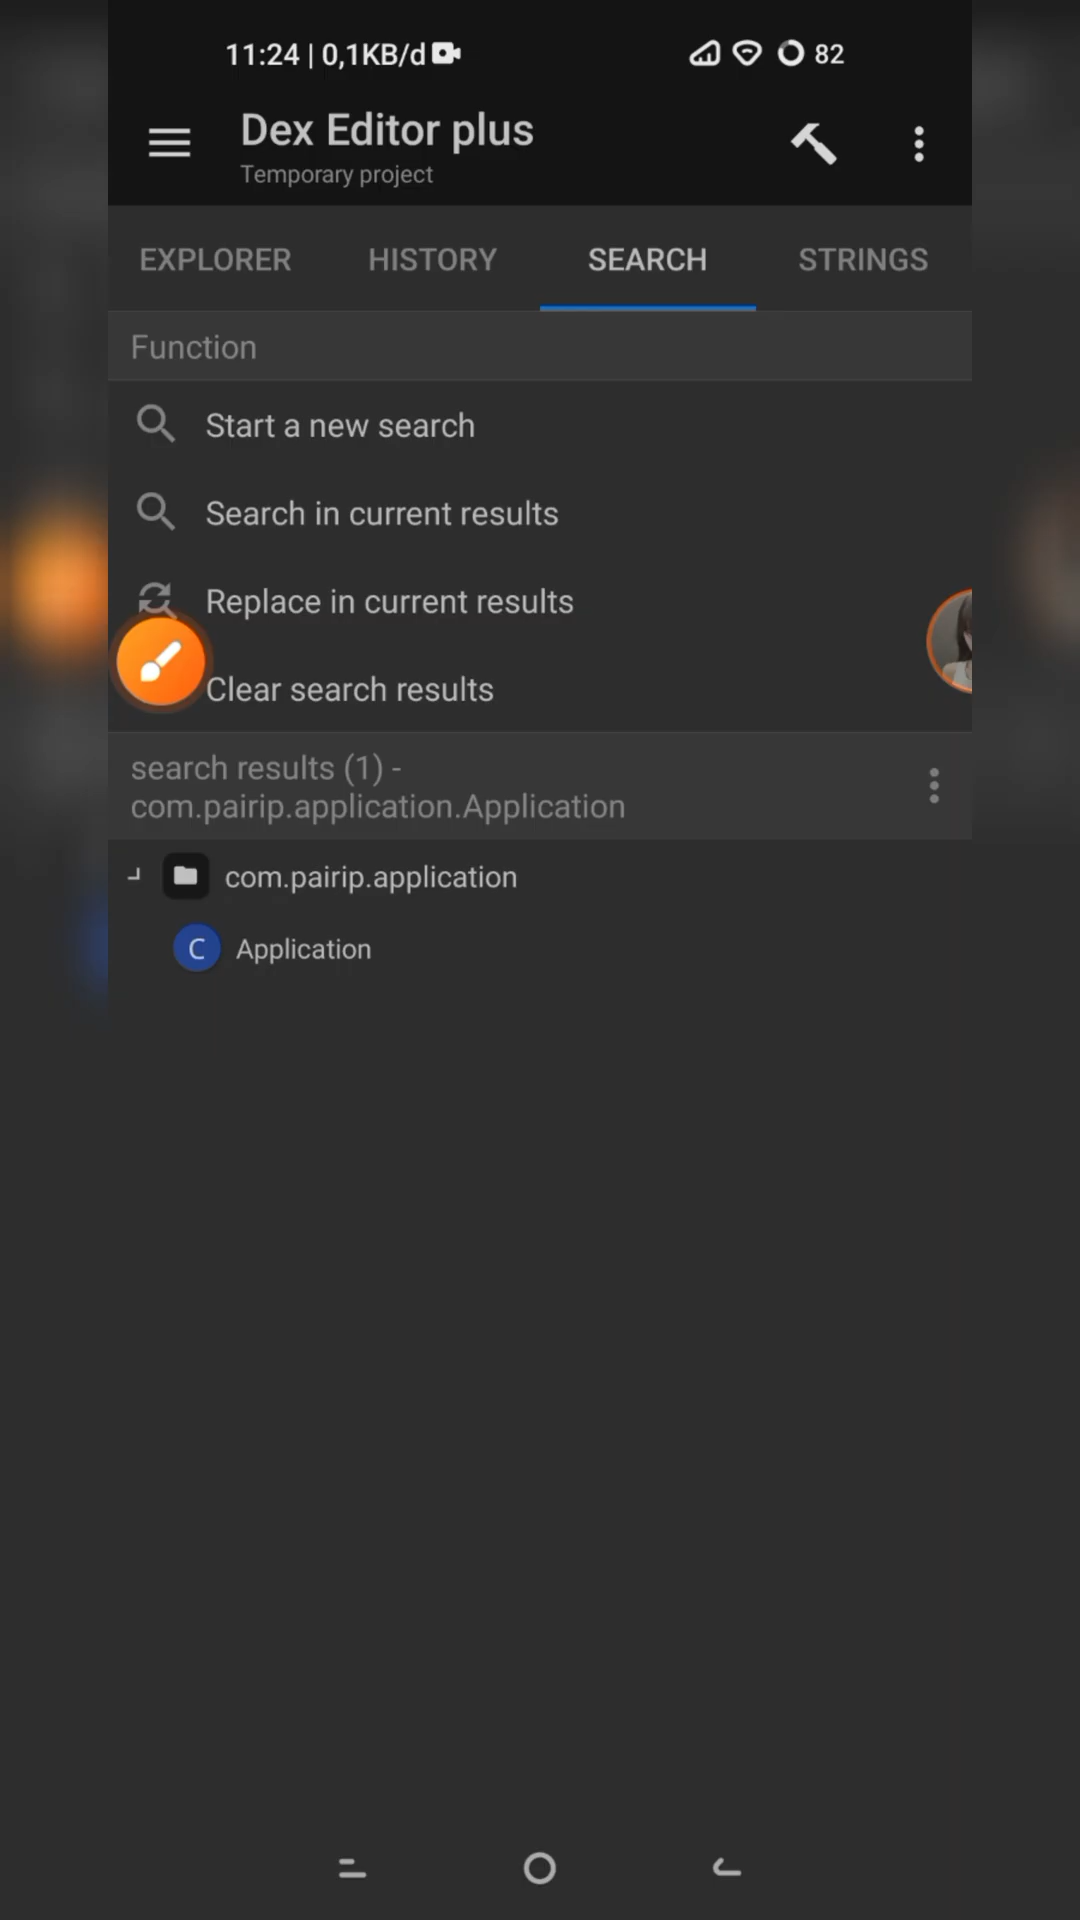 11:24 | 0,1KB/d 82
Dex Editor plus
Temporary project
EXPLORER HISTORY SEARCH STRINGS
Function
Start a new search
Search in current results
Replace in current results
Clear search results
search results (1) -
com.pairip.application.Application
com.pairip.application
C Application